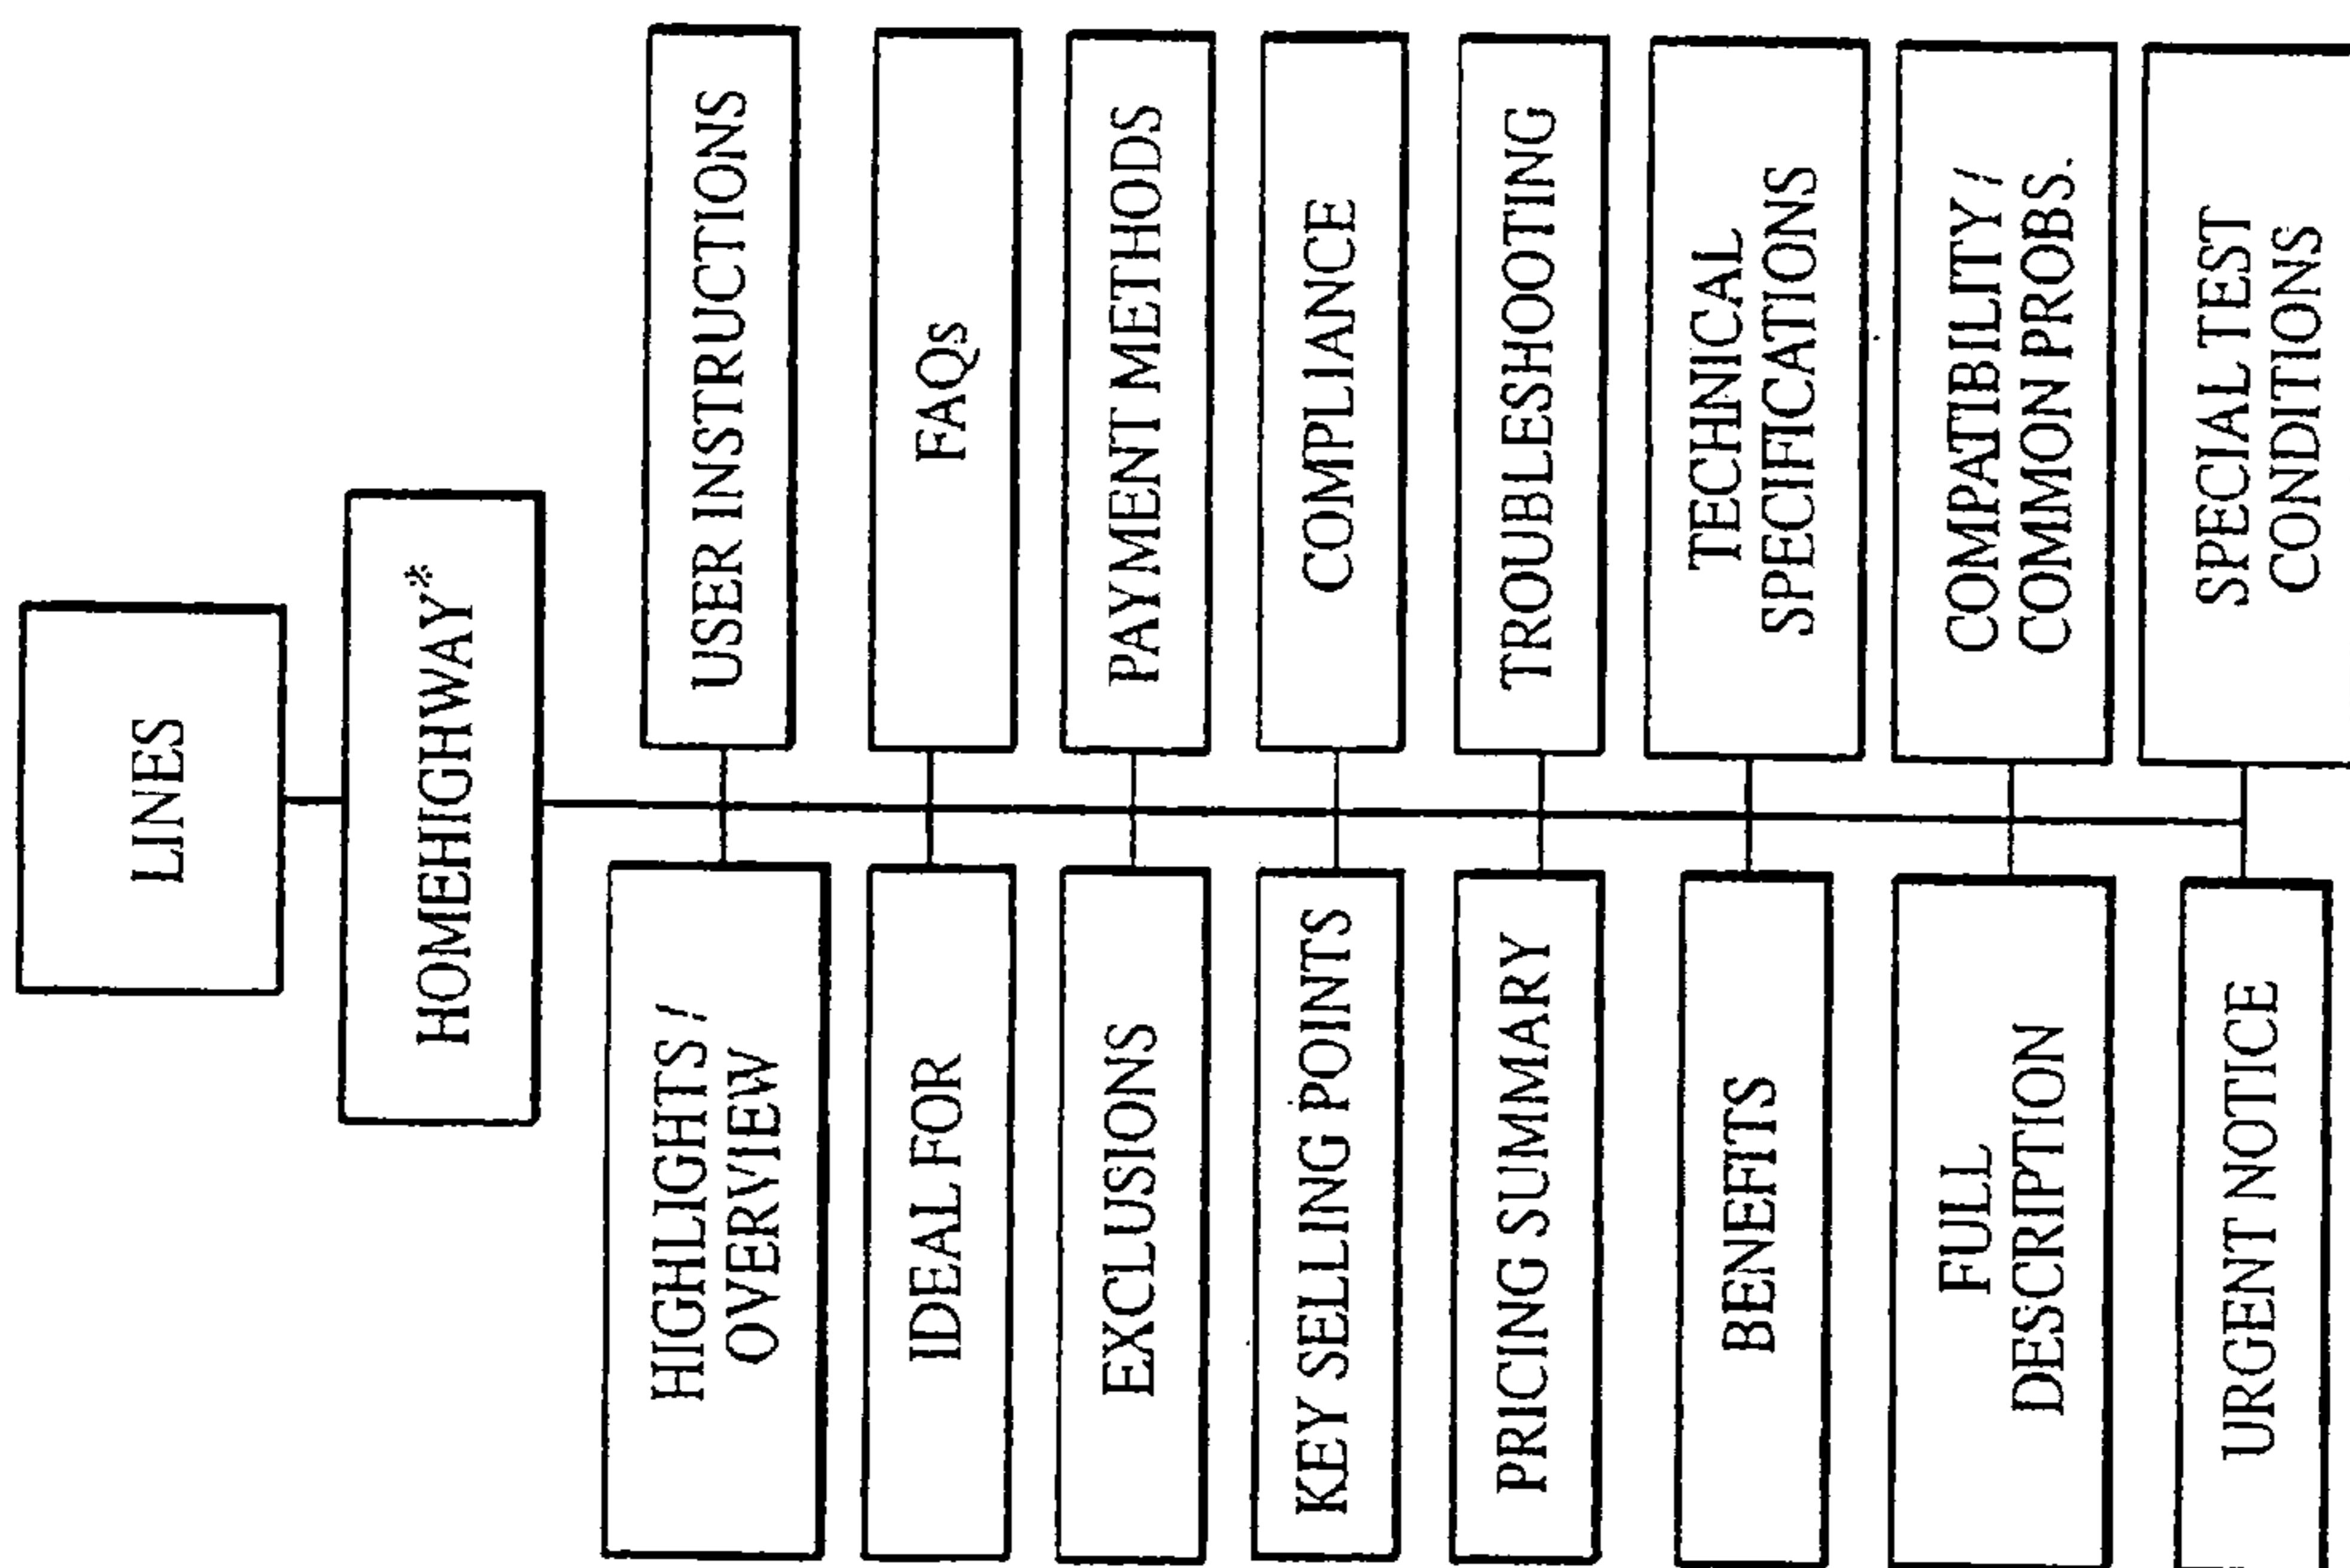 LINES
HOMEHIGHWAY*
HIGHLIGHTS /
OVERVIEW
USER INSTRUCTIONS
IDEAL FOR
FAQs
EXCLUSIONS
PAYMENT METHODS
KEY SELLING POINTS
COMPLIANCE
PRICING SUMMARY
TROUBLESHOOTING
BENEFITS
TECHNICAL
SPECIFICATIONS
FULL
DESCRIPTION
COMPATIBILITY /
COMMON PROBS.
URGENT NOTICE
SPECIAL TEST
CONDITIONS